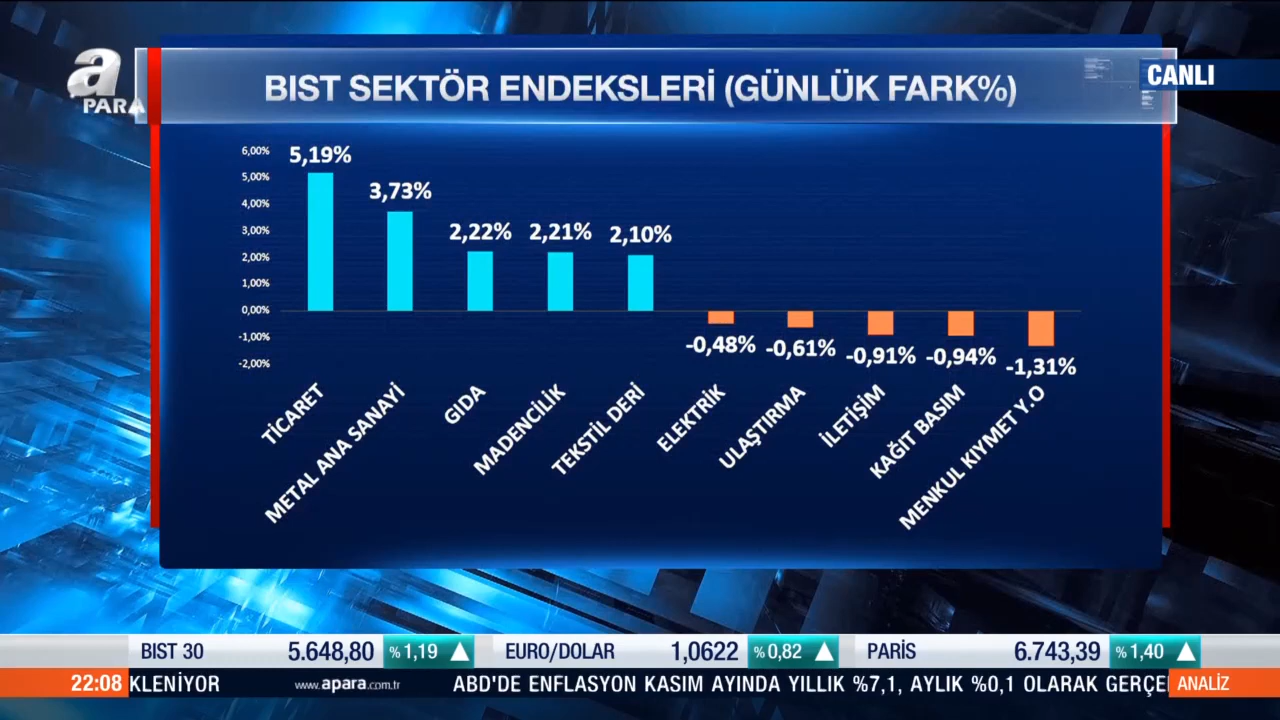 a
PARA
BIST SEKTÖR ENDEKSLERİ (GÜNLÜK FARK%)
CANLI
6,00%
5,00%
4,00%
3,00%
2,00%
1,00%
0,00%
-1,00%
-2,00%
5,19%
3,73%
2,22%
2,21%
2,10%
-0,48%
-0,61%
-0,91%
-0,94%
-1,31%
TİCARET
METAL ANA SANAYİ
GIDA
MADENCİLİK
TEKSTİL DERİ
ELEKTRİK
ULAŞTIRMA
İLETİŞİM
KAĞIT BASIM
MENKUL KIYMET Y.O
BIST 30 5.648,80 %1,19 EURO/DOLAR 1,0622 %0,82 PARİS 6.743,39 %1,40
22:08 KLENİYOR www.apara.com.tr ABD'DE ENFLASYON KASIM AYINDA YILLIK %7,1, AYLIK %0,1 OLARAK GERÇE ANALİZ